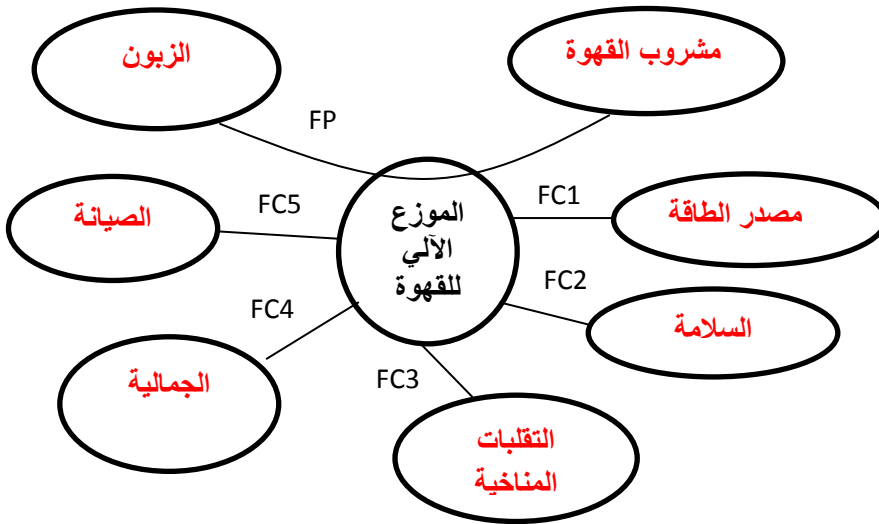 الزبون
مشروب القهوة
FP
الصيانة
FC5
الموزع
الآلي
للقهوة
FC1
مصدر الطاقة
FC2
السلامة
FC4
الجمالية
FC3
التقلبات
المناخية